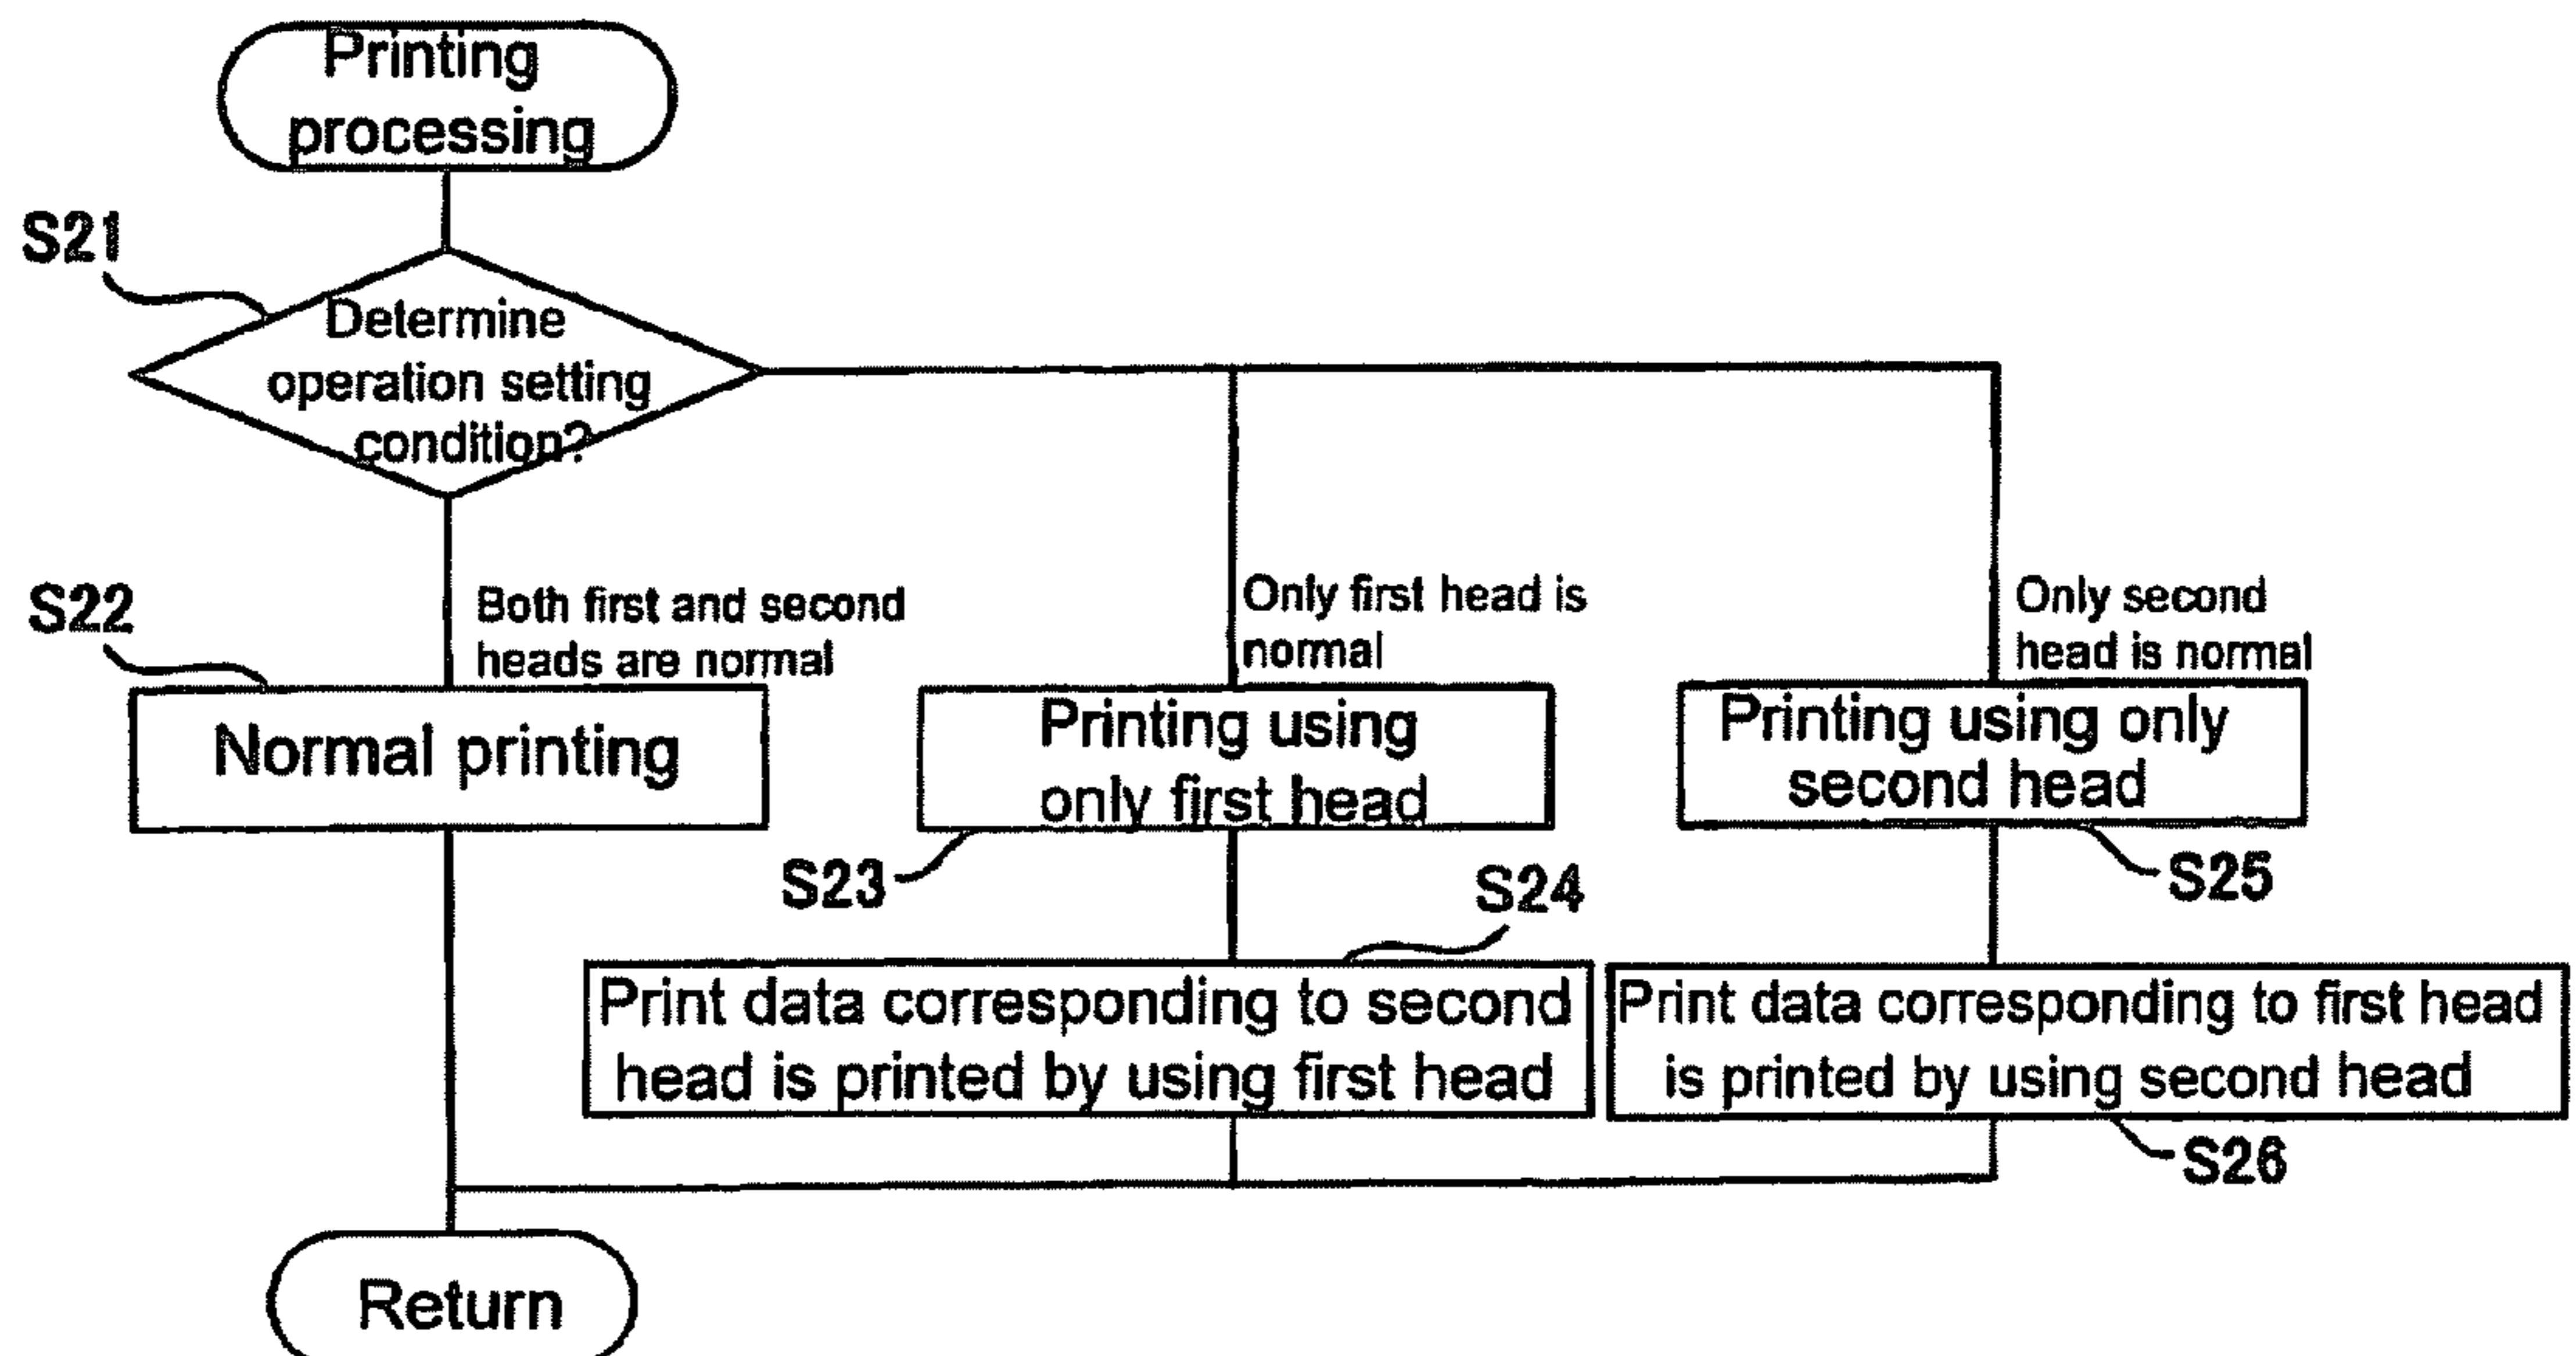 Printing
processing
S21
Determine
operation setting
condition?
S22
Both first and second
heads are normal
Only first head is
normal
Only second
head is normal
Normal printing
Printing using
only first head
Printing using only
second head
S23
S24
S25
Print data corresponding to second
head is printed by using first head
Print data corresponding to first head
is printed by using second head
S26
Return